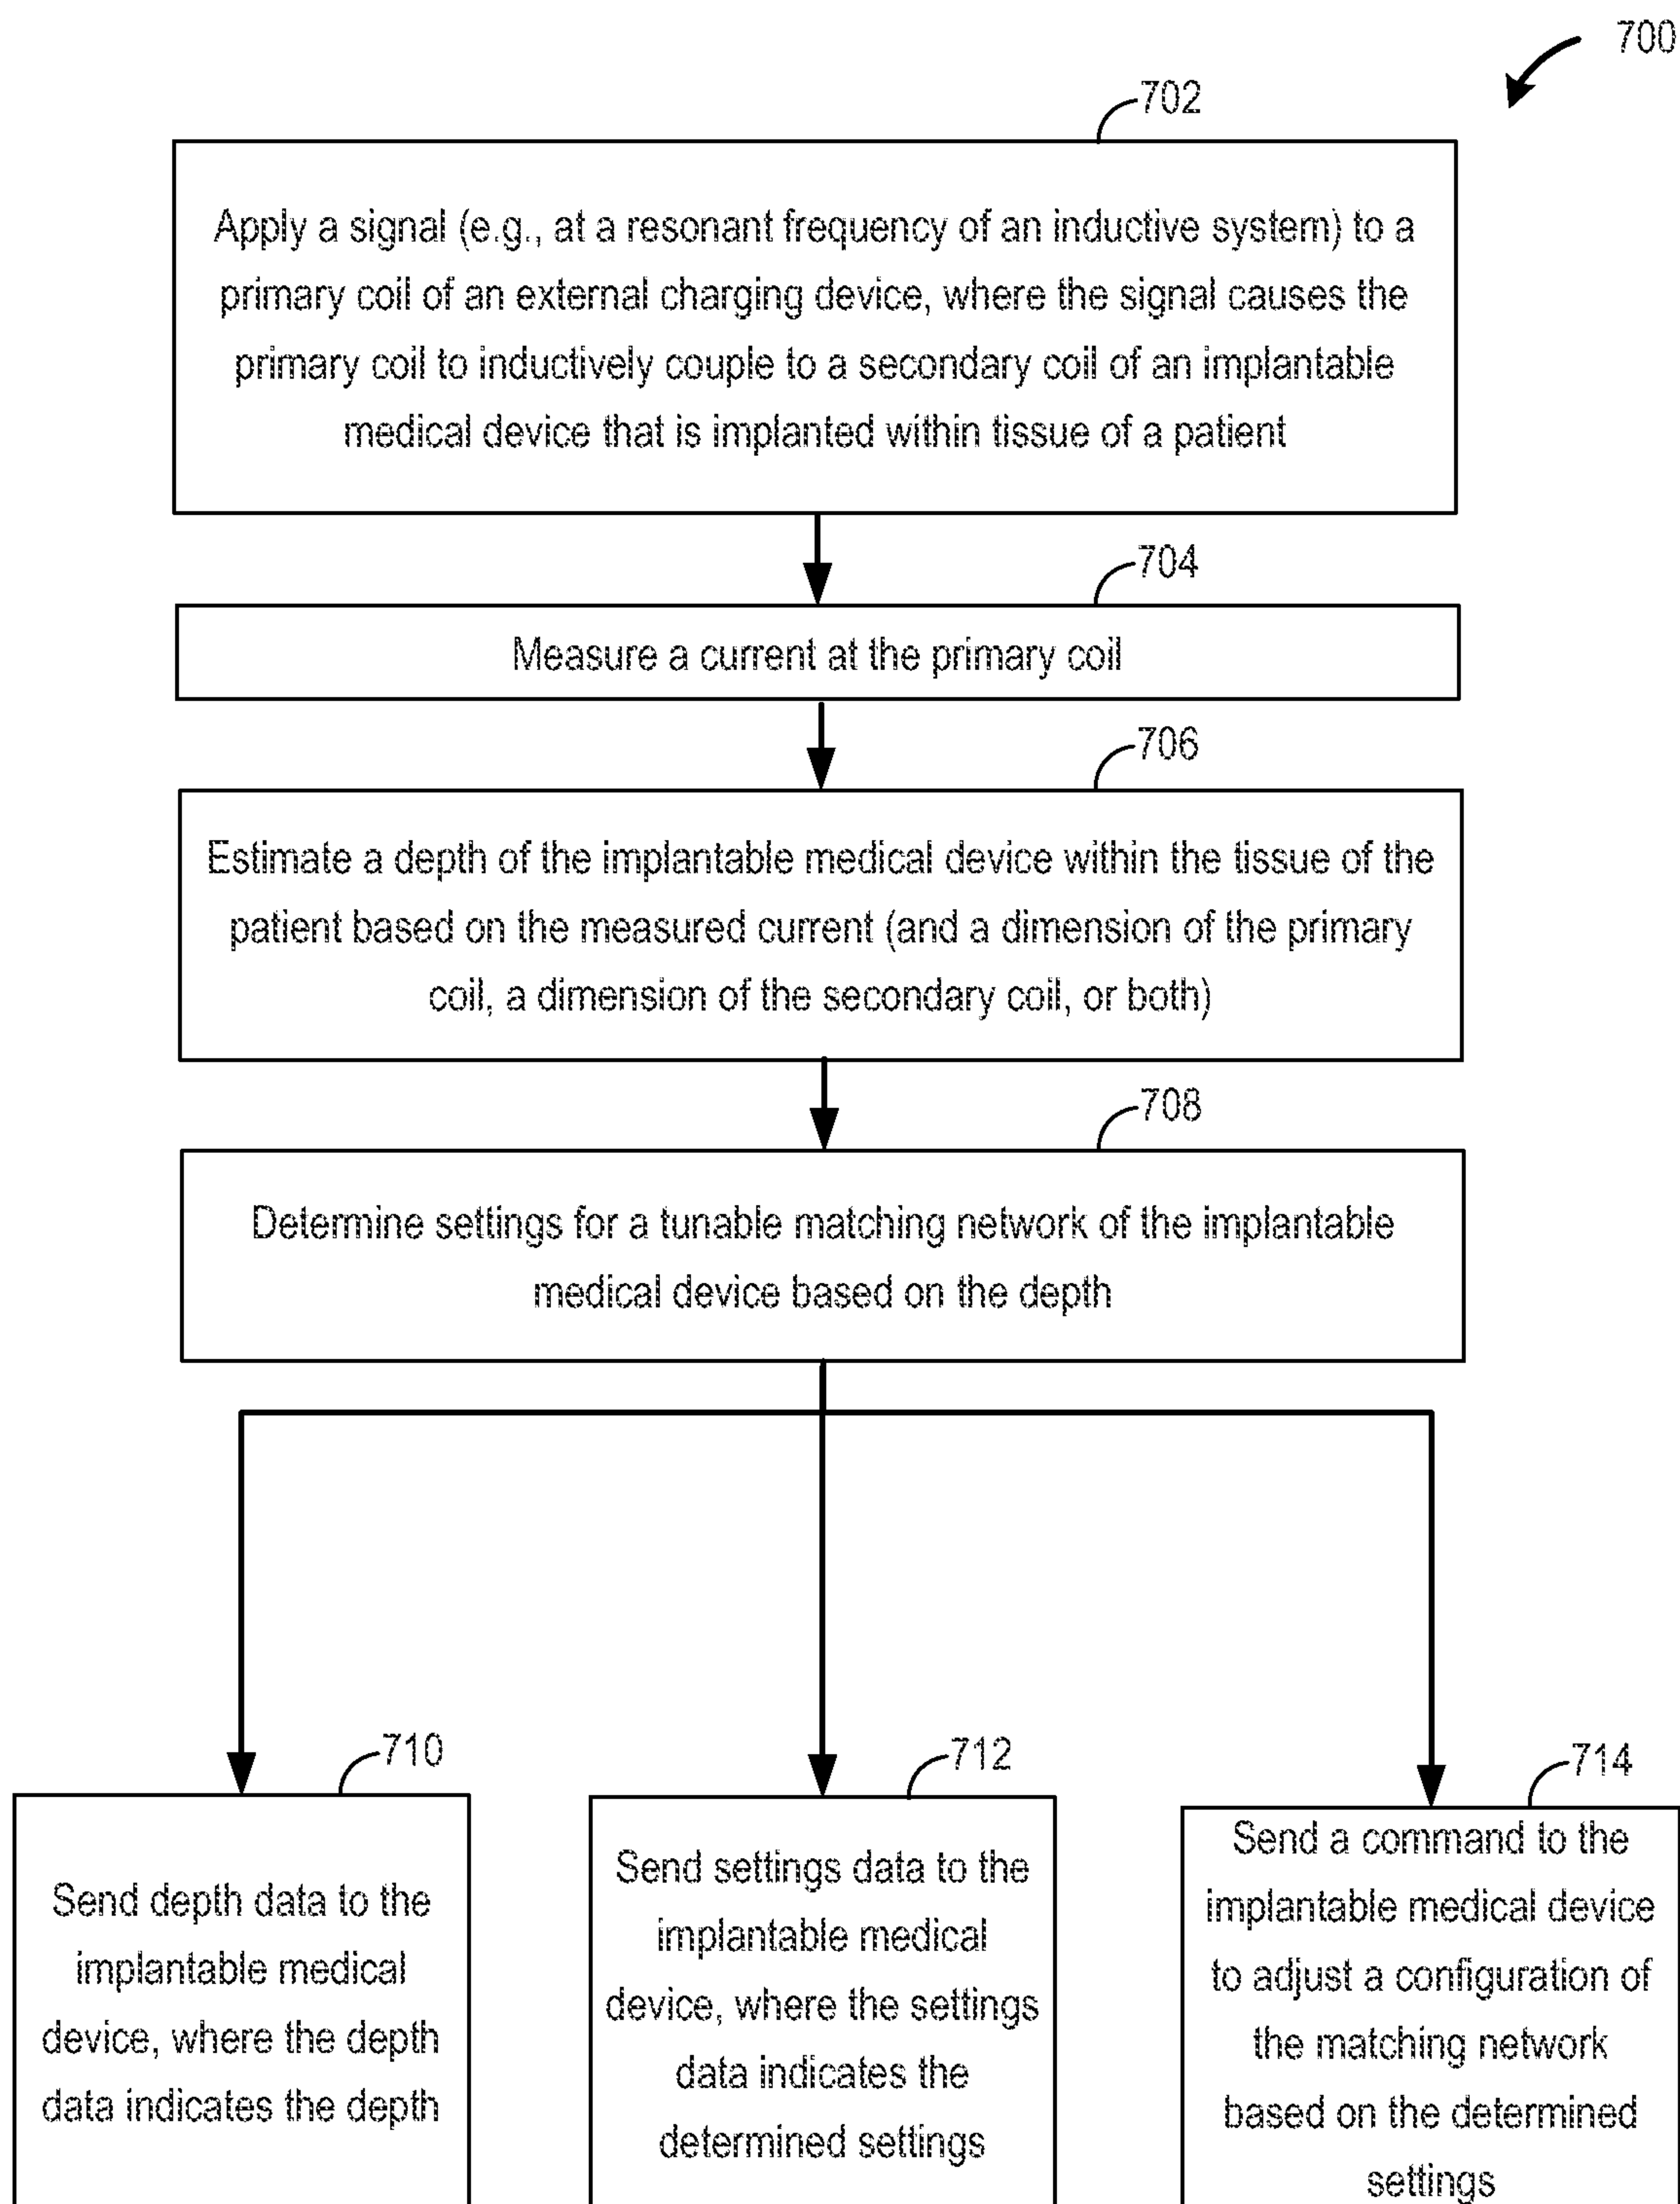 700
702
Apply a signal (e.g., at a resonant frequency of an inductive system) to a
primary coil of an external charging device, where the signal causes the
primary coil to inductively couple to a secondary coil of an implantable
medical device that is implanted within tissue of a patient
704
Measure a current at the primary coil
706
Estimate a depth of the implantable medical device within the tissue of the
patient based on the measured current (and a dimension of the primary
coil, a dimension of the secondary coil, or both)
708
Determine settings for a tunable matching network of the implantable
medical device based on the depth
710
Send depth data to the
implantable medical
device, where the depth
data indicates the depth
712
Send settings data to the
implantable medical
device, where the settings
data indicates the
determined settings
714
Send a command to the
implantable medical device
to adjust a configuration of
the matching network
based on the determined
settings